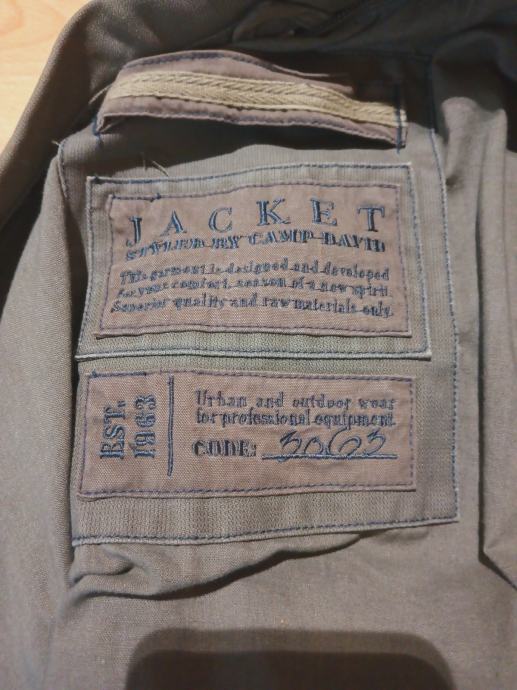 JACKET
STYLED BY CAMP DAVID
This garment is designed and developed
for your comfort, season of a new spirit.
Superior quality and raw materials only.
EST. 1963
Urban and outdoor wear
for professional equipment.
CODE: 3063